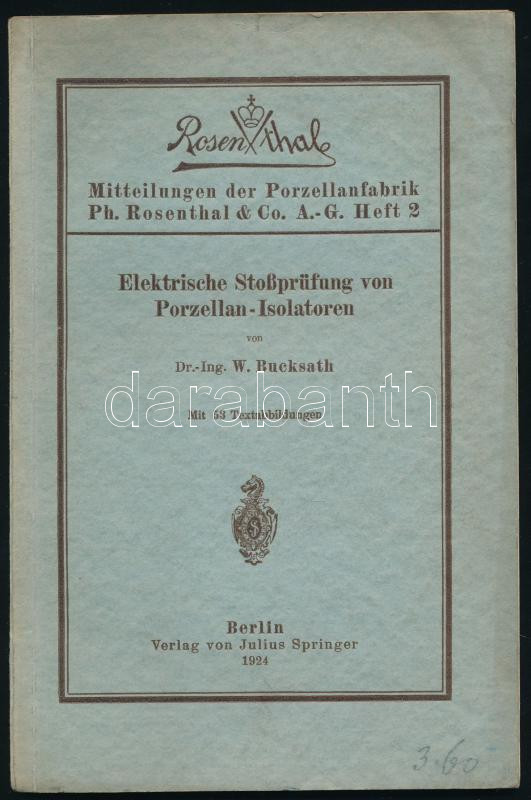 Rosenthal
Mitteilungen der Porzellanfabrik
Ph. Rosenthal & Co. A.-G. Heft 2
Elektrische Stoßprüfung von
Porzellan-Isolatoren
von
Dr.-Ing. W. Bucksath
darabanth
Mit 53 Textabbildungen
Berlin
Verlag von Julius Springer
1924
3.60